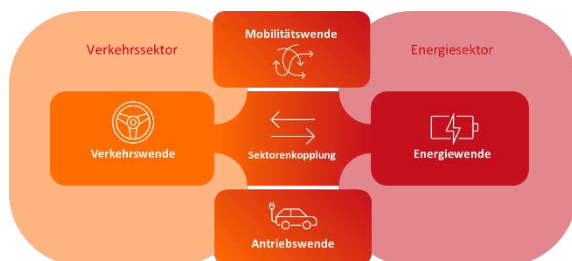 Mobilitätswende
Verkehrssektor
Energiesektor
Verkehrswende
Sektorenkopplung
Energiewende
Antriebswende